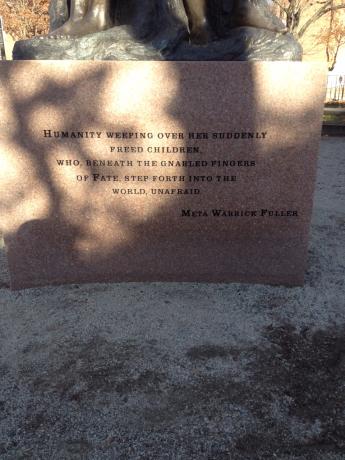 HUMANITY WEEPING OVER HER SUDDENLY
FREED CHILDREN,
WHO, BENEATH THE GNARLED FINGERS
OF FATE, STEP FORTH INTO THE
WORLD, UNAFRAID.
META WARRICK FULLER